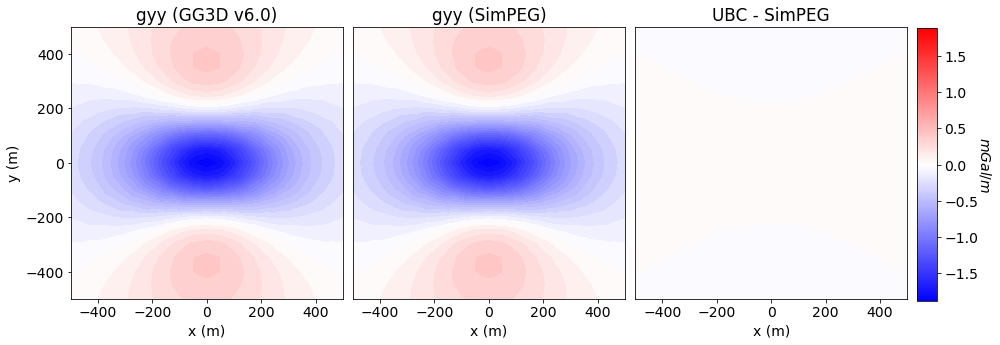 gyy (GG3D v6.0)
gyy (SimPEG)
UBC - SimPEG
400
200
0
−200
−400
y (m)
−400 −200 0 200 400
x (m)
−400 −200 0 200 400
x (m)
−400 −200 0 200 400
x (m)
1.5
1.0
0.5
0.0
−0.5
−1.0
−1.5
mGal/m